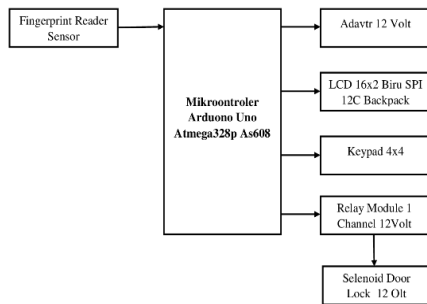 Fingerprint Reader
Sensor
Mikroontroler
Arduono Uno
Atmega328p As608
Adavtr 12 Volt
LCD 16x2 Biru SPI
12C Backpack
Keypad 4x4
Relay Module 1
Channel 12Volt
Selenoid Door
Lock 12 Olt